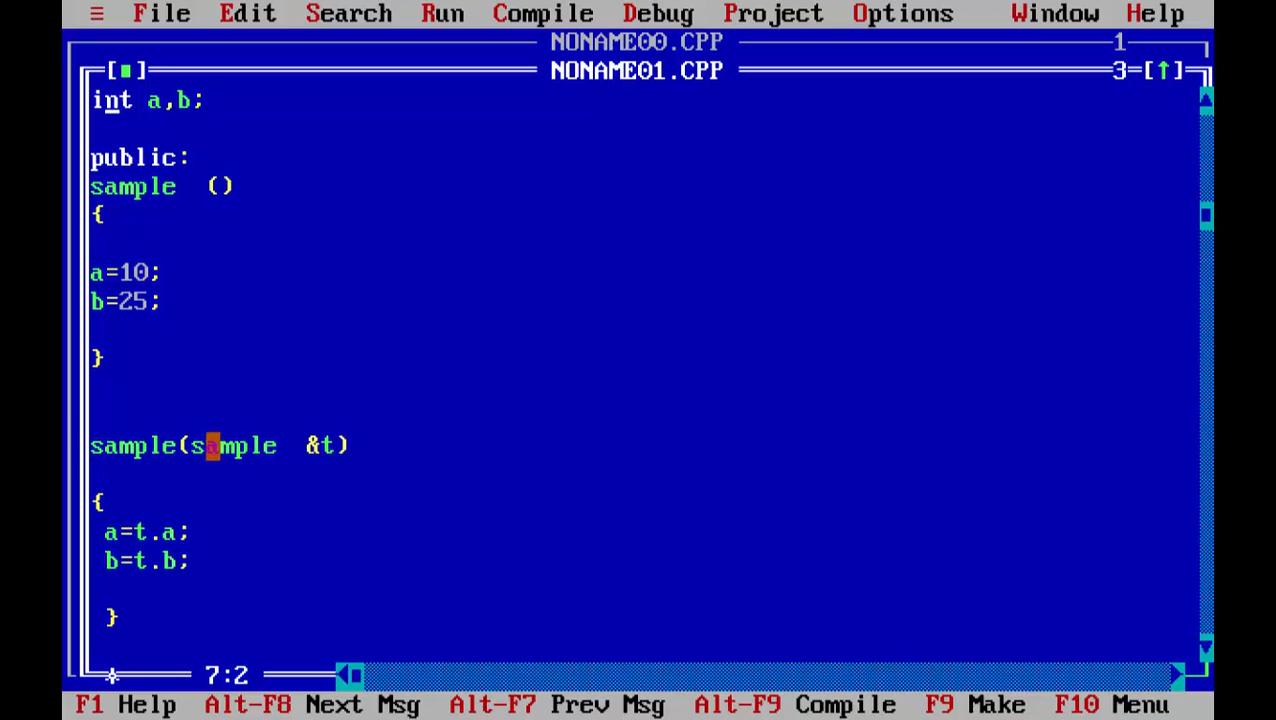 ≡ File Edit Search Run Compile Debug Project Options Window Help
NONAME00.CPP 1
[■] NONAME01.CPP 3=[↑]
int a,b;
public:
sample ()
{
a=10;
b=25;
}
sample(sample &t)
{
a=t.a;
b=t.b;
}
7:2
F1 Help Alt-F8 Next Msg Alt-F7 Prev Msg Alt-F9 Compile F9 Make F10 Menu